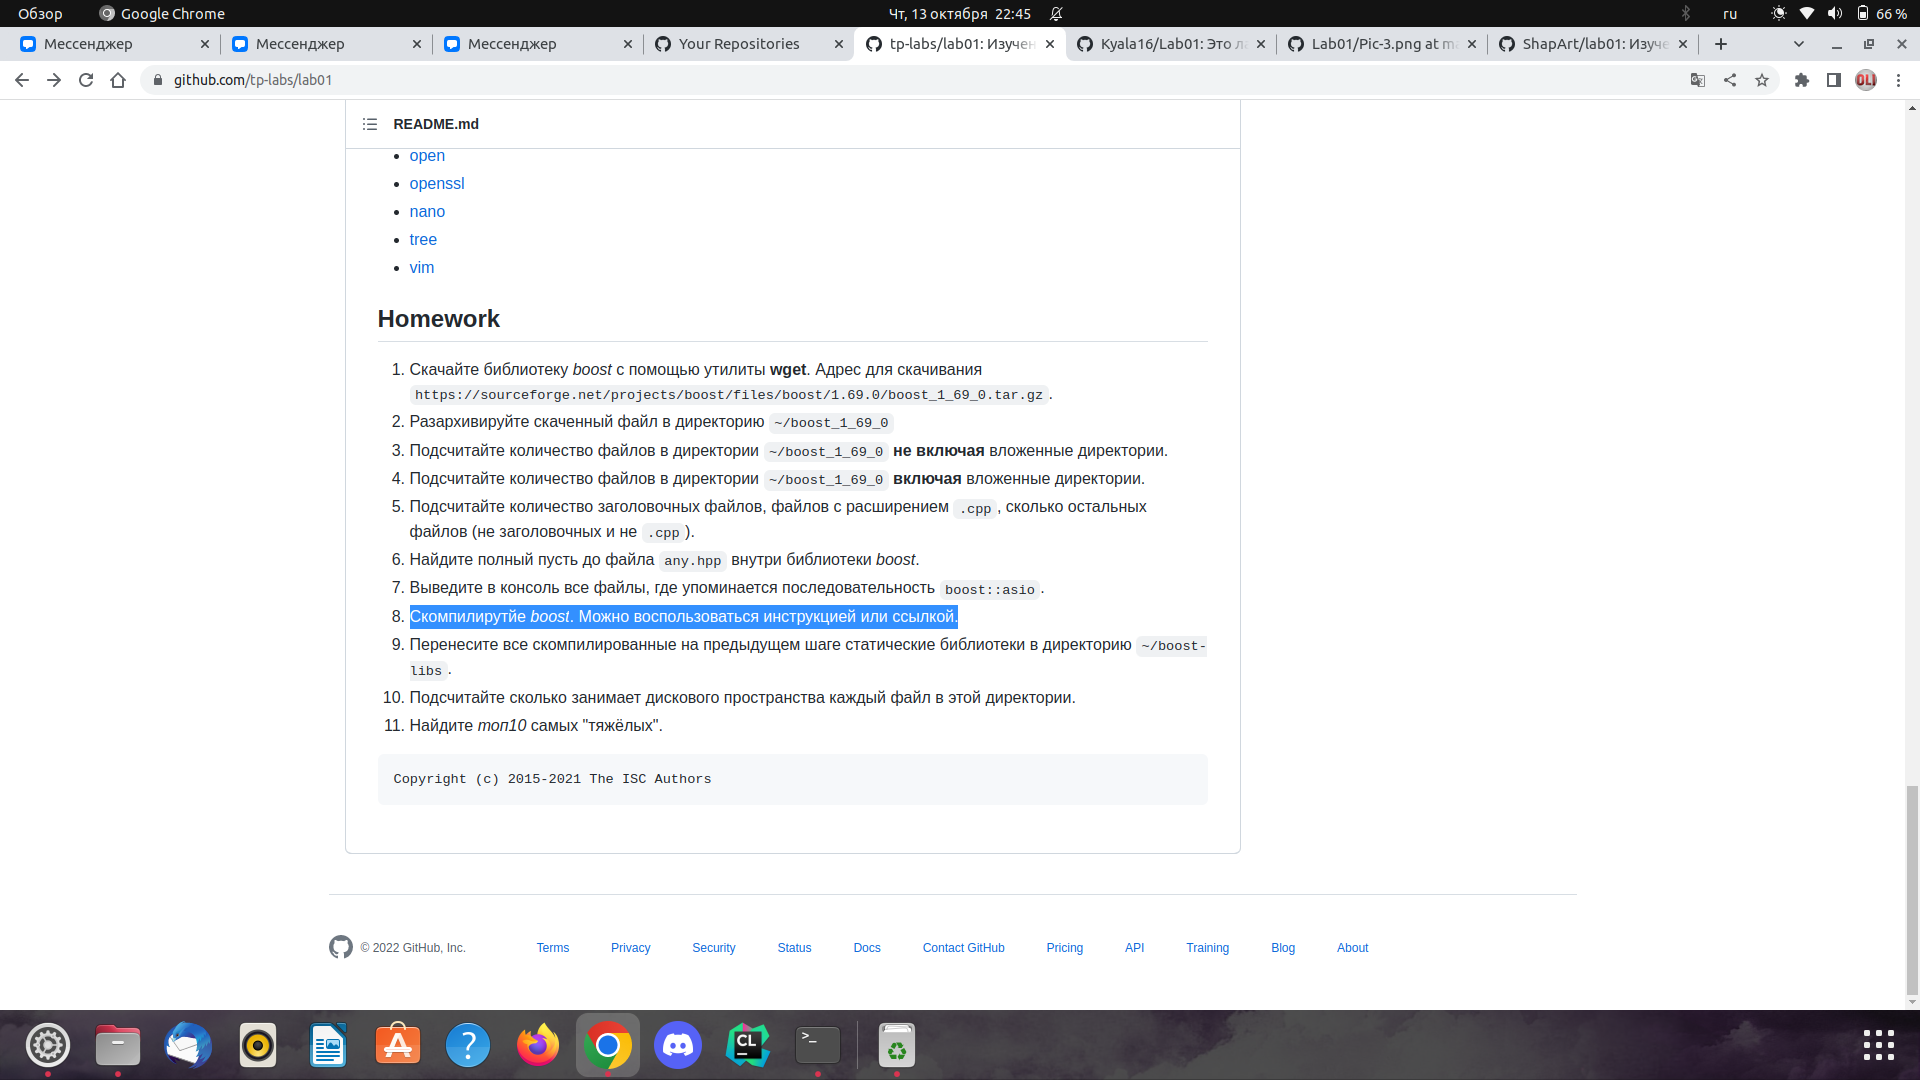 Обзор Google Chrome Чт, 13 октября 22:45 ru 66 %
Мессенджер Мессенджер Мессенджер Your Repositories tp-labs/lab01: Изучен Kyala16/Lab01: Это ла Lab01/Pic-3.png at ma ShapArt/lab01: Изуче
github.com/tp-labs/lab01 OLI
README.md
open
openssl
nano
tree
vim
Homework
1. Скачайте библиотеку boost с помощью утилиты wget. Адрес для скачивания
https://sourceforge.net/projects/boost/files/boost/1.69.0/boost_1_69_0.tar.gz .
2. Разархивируйте скаченный файл в директорию ~/boost_1_69_0
3. Подсчитайте количество файлов в директории ~/boost_1_69_0 не включая вложенные директории.
4. Подсчитайте количество файлов в директории ~/boost_1_69_0 включая вложенные директории.
5. Подсчитайте количество заголовочных файлов, файлов с расширением .cpp , сколько остальных
файлов (не заголовочных и не .cpp ).
6. Найдите полный пусть до файла any.hpp внутри библиотеки boost.
7. Выведите в консоль все файлы, где упоминается последовательность boost::asio .
8. Скомпилирутйе boost. Можно воспользоваться инструкцией или ссылкой.
9. Перенесите все скомпилированные на предыдущем шаге статические библиотеки в директорию ~/boost-
libs .
10. Подсчитайте сколько занимает дискового пространства каждый файл в этой директории.
11. Найдите топ10 самых "тяжёлых".
Copyright (c) 2015-2021 The ISC Authors
© 2022 GitHub, Inc. Terms Privacy Security Status Docs Contact GitHub Pricing API Training Blog About
CL